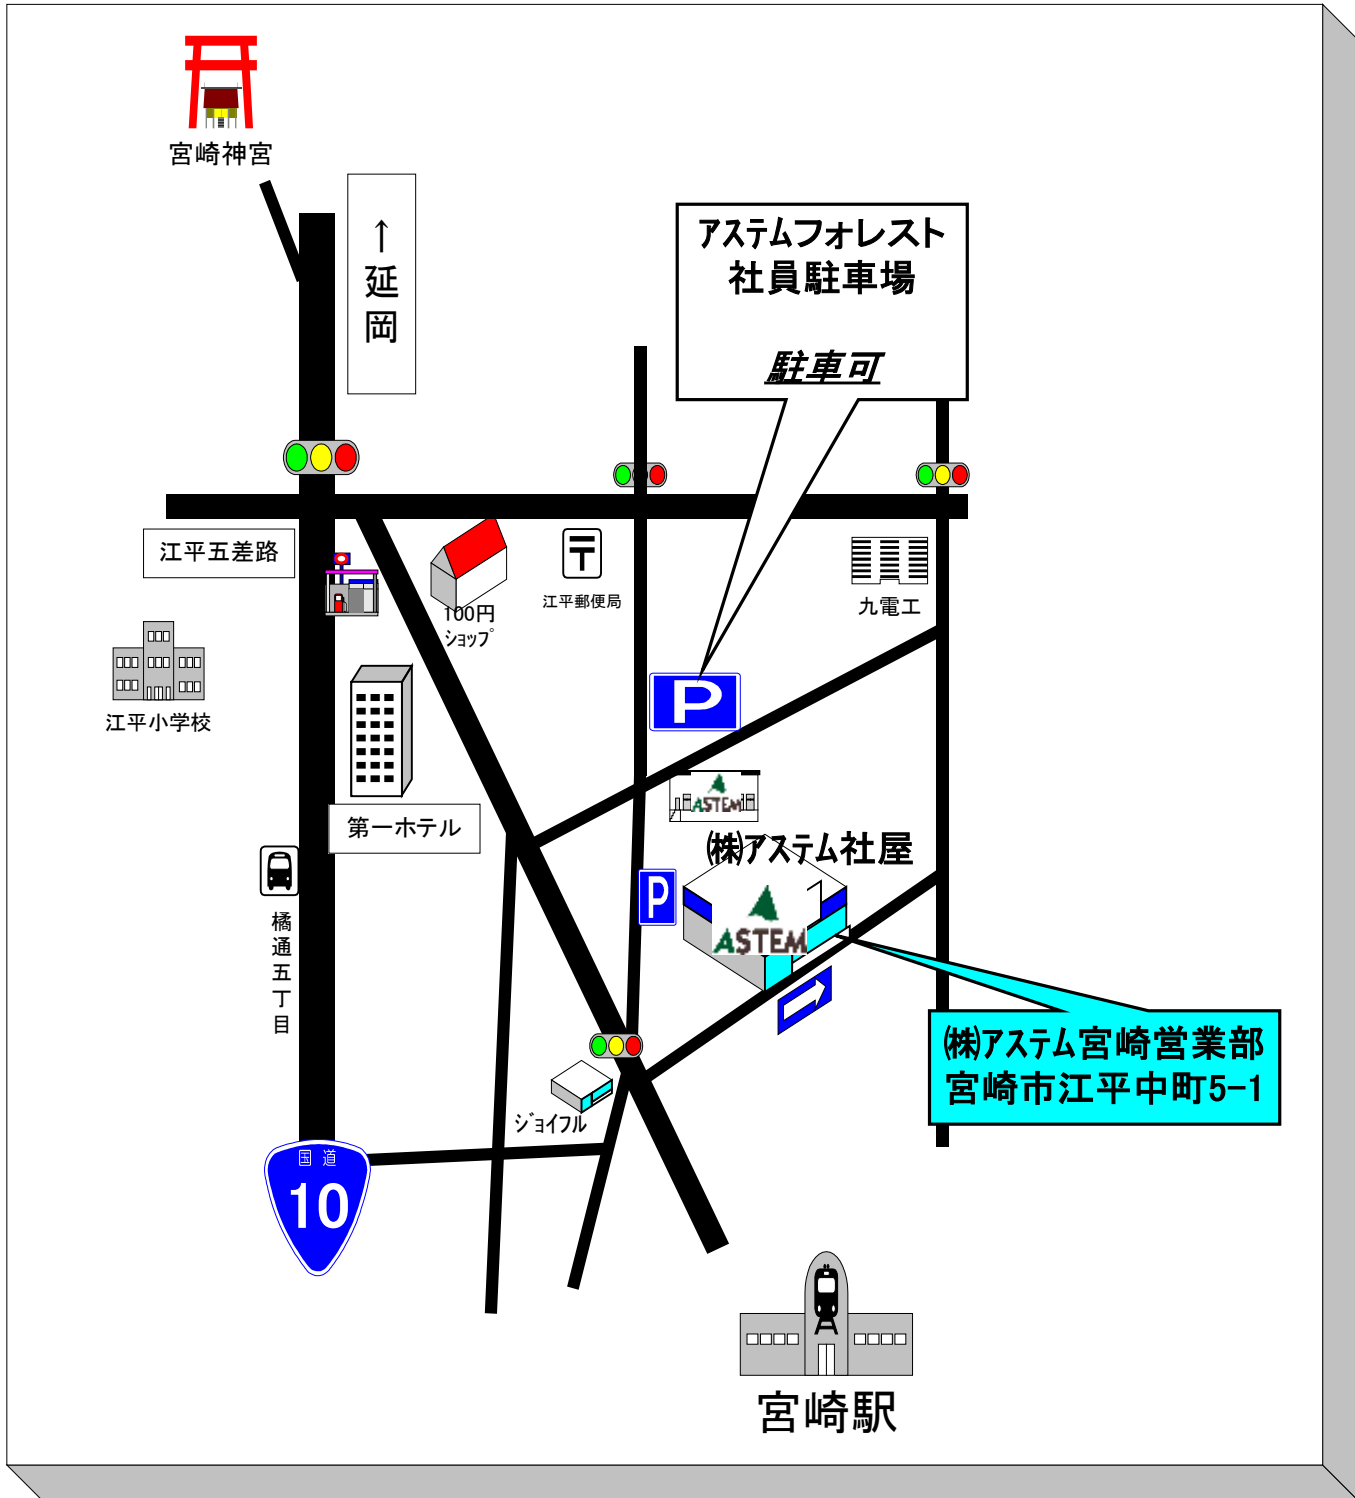 宮崎神宮
↑延岡
アステムフォレスト
社員駐車場
駐車可
江平五差路
100円
ショップ
江平郵便局
九電工
江平小学校
P
第一ホテル
ASTEM
㈱アステム社屋
P
ASTEM
橘通五丁目
㈱アステム宮崎営業部
宮崎市江平中町5-1
ジョイフル
国道
10
宮崎駅